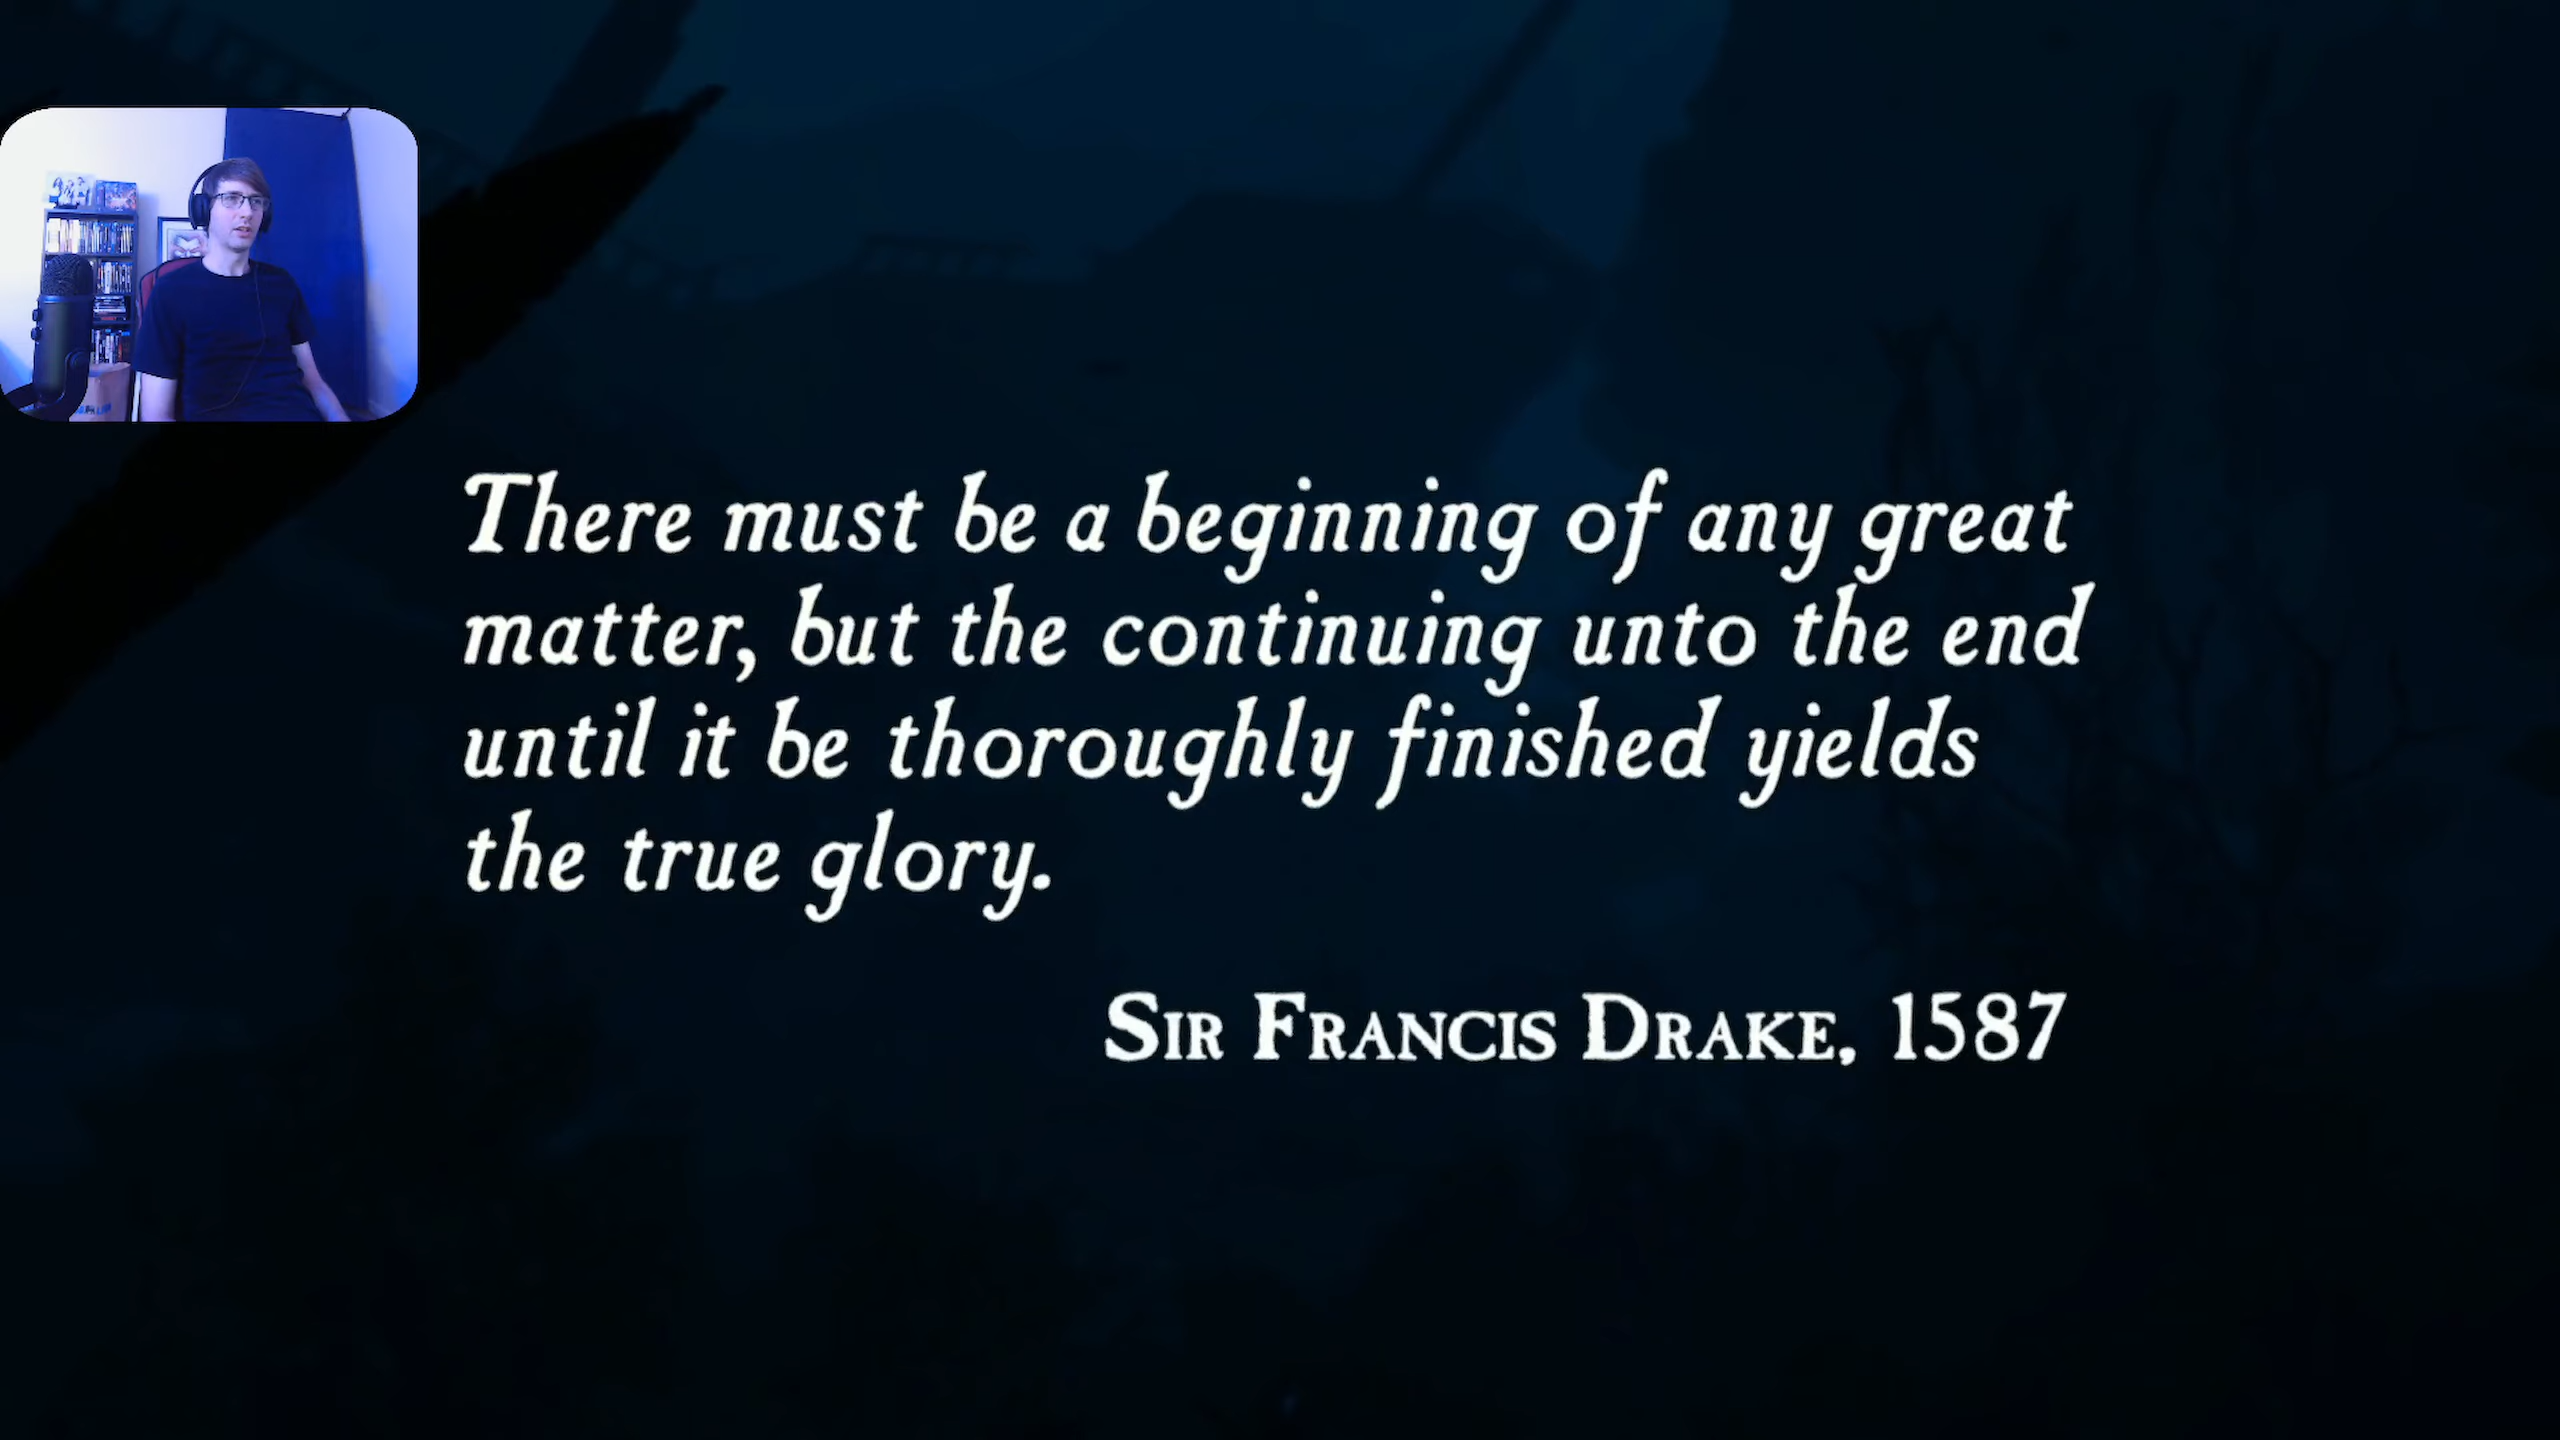 There must be a beginning of any great
matter, but the continuing unto the end
until it be thoroughly finished yields
the true glory.
SIR FRANCIS DRAKE, 1587